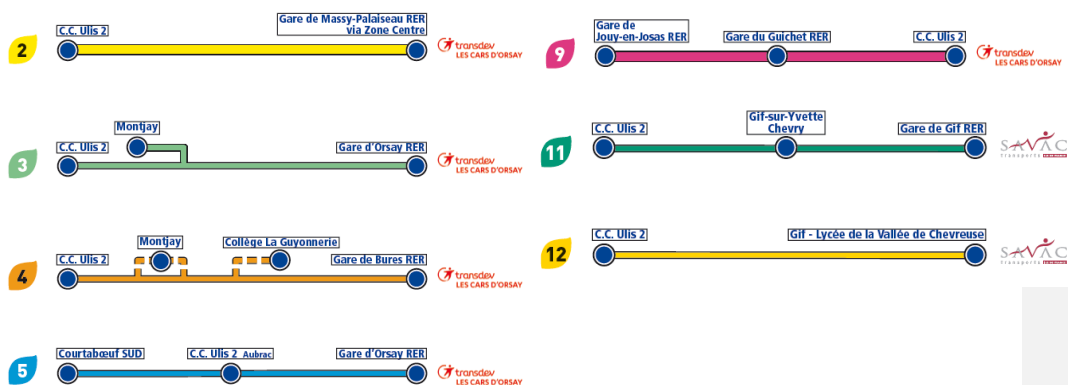 2
C.C. Ulis 2
Gare de Massy-Palaiseau RER
via Zone Centre
transdev
LES CARS D'ORSAY
3
C.C. Ulis 2
Montjay
Gare d'Orsay RER
transdev
LES CARS D'ORSAY
4
C.C. Ulis 2
Montjay
Collège La Guyonnerie
Gare de Bures RER
transdev
LES CARS D'ORSAY
5
Courtabœuf SUD
C.C. Ulis 2 Aubrac
Gare d'Orsay RER
transdev
LES CARS D'ORSAY
9
Gare de
Jouy-en-Josas RER
Gare du Guichet RER
C.C. Ulis 2
transdev
LES CARS D'ORSAY
11
C.C. Ulis 2
Gif-sur-Yvette
Chevry
Gare de Gif RER
SAVAC
12
C.C. Ulis 2
Gif - Lycée de la Vallée de Chevreuse
SAVAC